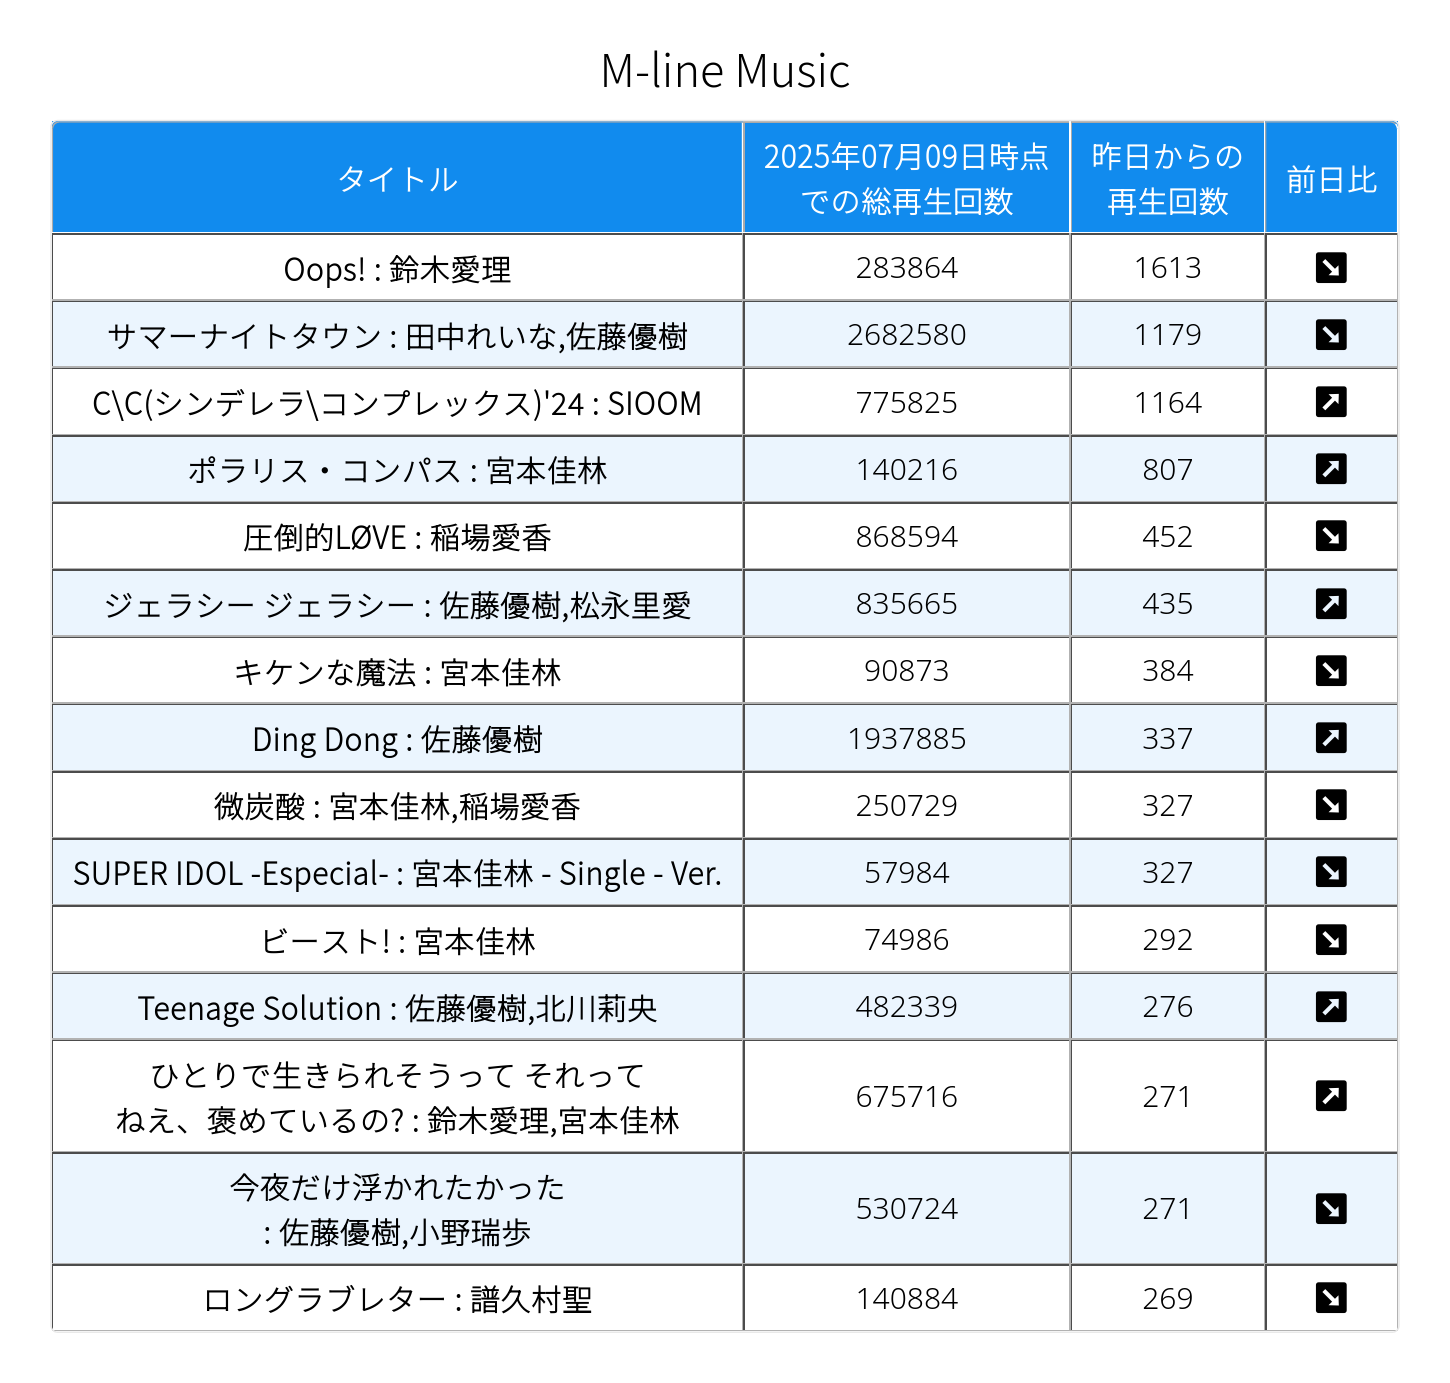 M-line Music
タイトル
2025年07月09日時点
での総再生回数
昨日からの
再生回数
前日比
Oops! : 鈴木愛理
283864
1613
サマーナイトタウン : 田中れいな,佐藤優樹
2682580
1179
C\C(シンデレラ\コンプレックス)'24 : SIOOM
775825
1164
ポラリス・コンパス : 宮本佳林
140216
807
圧倒的LØVE : 稲場愛香
868594
452
ジェラシー ジェラシー : 佐藤優樹,松永里愛
835665
435
キケンな魔法 : 宮本佳林
90873
384
Ding Dong : 佐藤優樹
1937885
337
微炭酸 : 宮本佳林,稲場愛香
250729
327
SUPER IDOL -Especial- : 宮本佳林 - Single - Ver.
57984
327
ビースト! : 宮本佳林
74986
292
Teenage Solution : 佐藤優樹,北川莉央
482339
276
ひとりで生きられそうって それって
ねえ、褒めているの? : 鈴木愛理,宮本佳林
675716
271
今夜だけ浮かれたかった
: 佐藤優樹,小野瑞歩
530724
271
ロングラブレター : 譜久村聖
140884
269